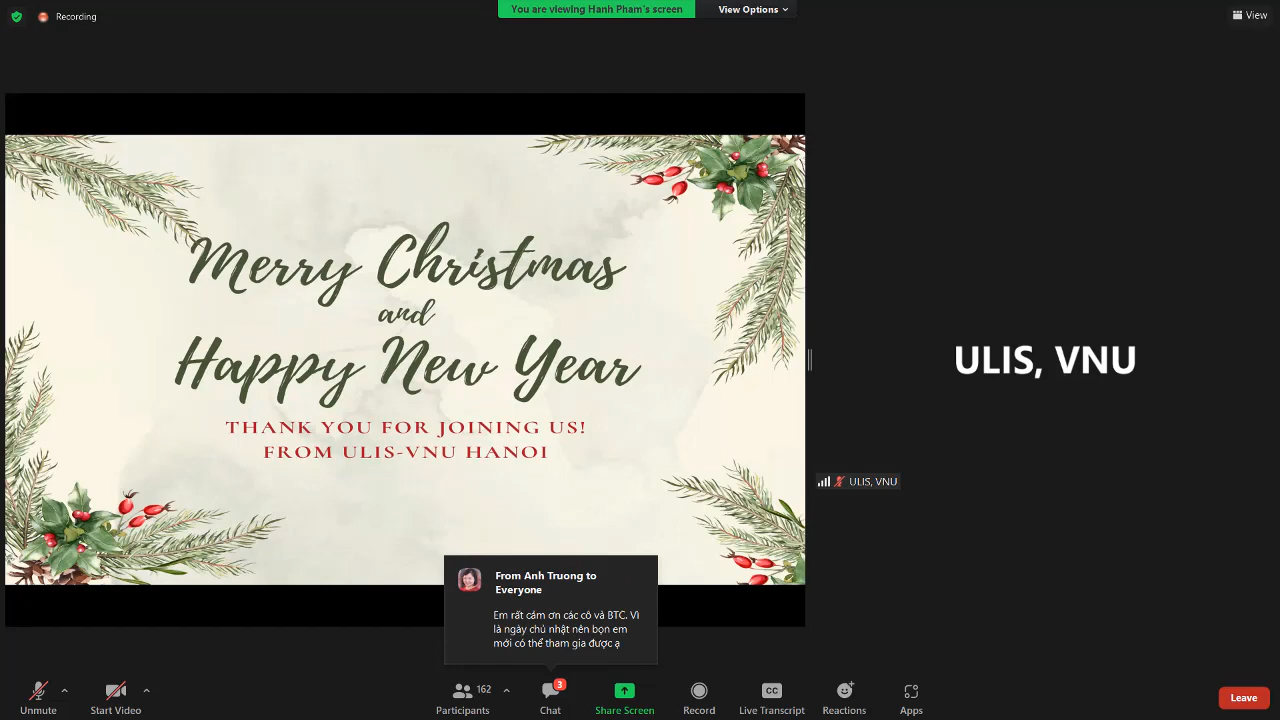 Recording
You are viewing Hanh Pham's screen
View Options
View
Merry Christmas
and
Happy New Year
THANK YOU FOR JOINING US!
FROM ULIS-VNU HANOI
ULIS, VNU
ULIS, VNU
From Anh Truong to
Everyone
Em rất cảm ơn các cô và BTC. Vì
là ngày chủ nhật nên bọn em
mới có thể tham gia được ạ
Unmute
Start Video
162
Participants
3
Chat
Share Screen
Record
CC
Live Transcript
Reactions
Apps
Leave